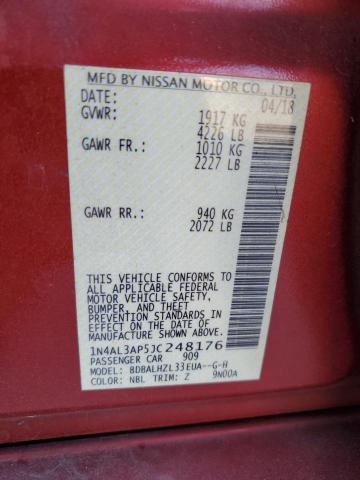 MFD BY NISSAN MOTOR CO., LTD.
DATE: 04/18
GVWR: 1917 KG
4226 LB
GAWR FR.: 1010 KG
2227 LB
GAWR RR.: 940 KG
2072 LB
THIS VEHICLE CONFORMS TO
ALL APPLICABLE FEDERAL
MOTOR VEHICLE SAFETY,
BUMPER, AND THEFT
PREVENTION STANDARDS
IN EFFECT ON THE DATE OF
MANUFACTURE SHOWN ABOVE.
1N4AL3AP5JC248176
PASSENGER CAR 909
MODEL: BDBALHZL33EUA--G-B
COLOR: NBL TRIM: Z 9N00A